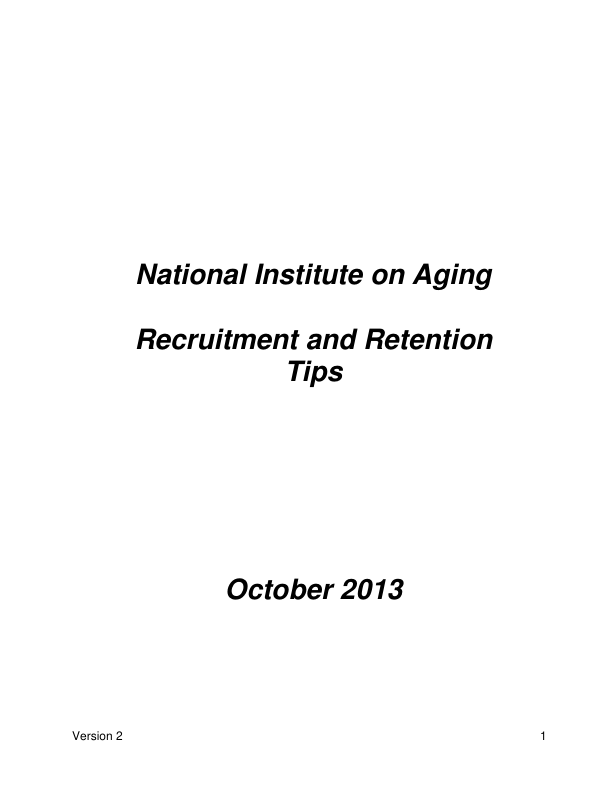 National Institute on Aging
Recruitment and Retention
Tips
October 2013
Version 2 1